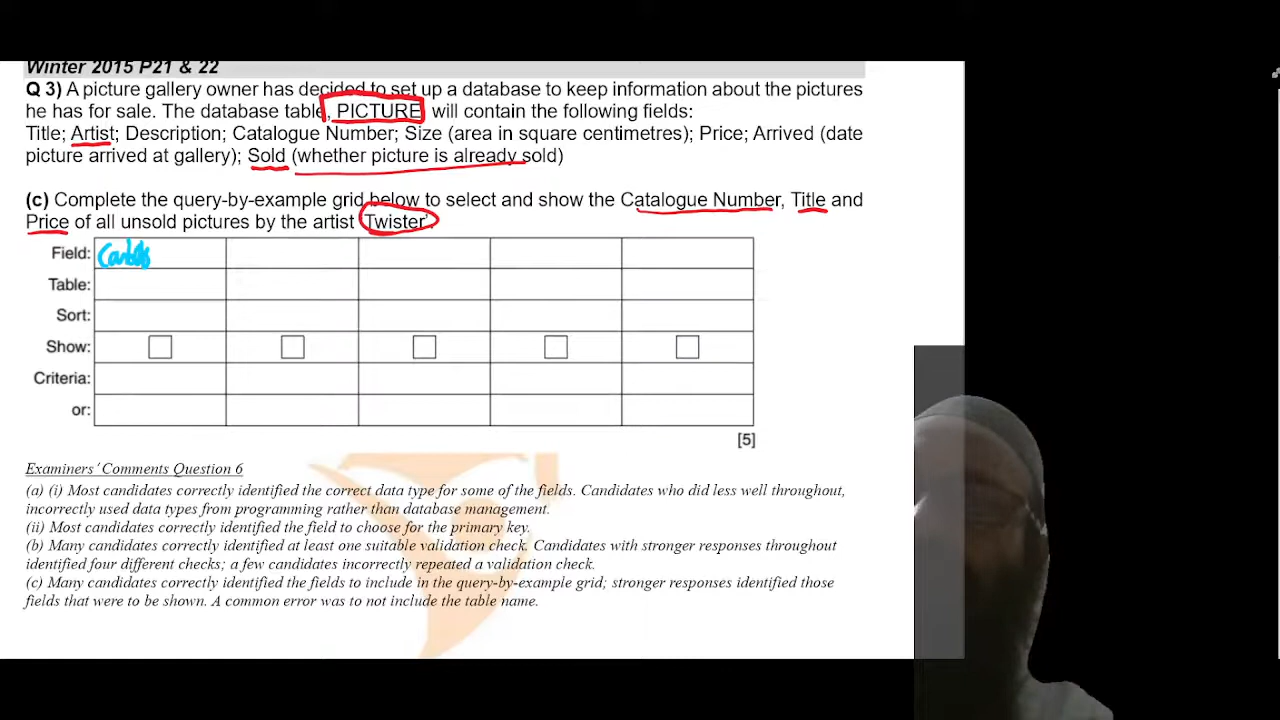 Winter 2015 P21 & 22
Q 3) A picture gallery owner has decided to set up a database to keep information about the pictures
he has for sale. The database table, PICTURE, will contain the following fields:
Title; Artist; Description; Catalogue Number; Size (area in square centimetres); Price; Arrived (date
picture arrived at gallery); Sold (whether picture is already sold)
(c) Complete the query-by-example grid below to select and show the Catalogue Number, Title and
Price of all unsold pictures by the artist 'Twister'.
Field:
Table:
Sort:
Show:
Criteria:
or:
[5]
Examiners' Comments Question 6
(a) (i) Most candidates correctly identified the correct data type for some of the fields. Candidates who did less well throughout,
incorrectly used data types from programming rather than database management.
(ii) Most candidates correctly identified the field to choose for the primary key.
(b) Many candidates correctly identified at least one suitable validation check. Candidates with stronger responses throughout
identified four different checks; a few candidates incorrectly repeated a validation check.
(c) Many candidates correctly identified the fields to include in the query-by-example grid; stronger responses identified those
fields that were to be shown. A common error was to not include the table name.